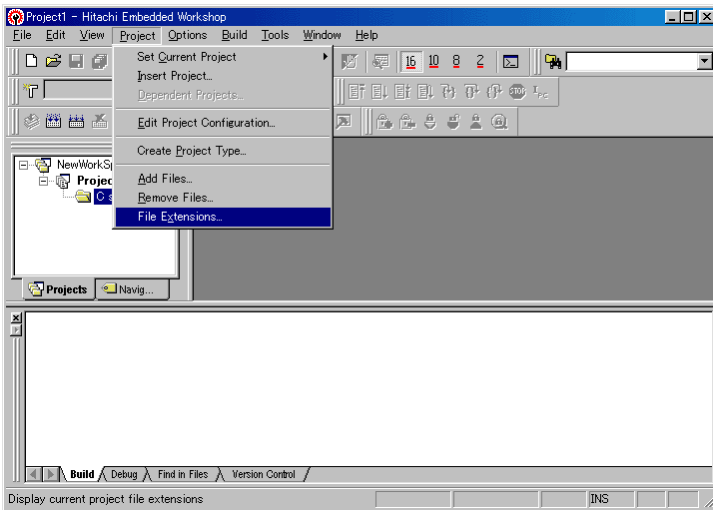 Project1 - Hitachi Embedded Workshop
File Edit View Project Options Build Tools Window Help
Set Current Project
Insert Project...
Dependent Projects...
Edit Project Configuration...
Create Project Type...
Add Files...
Remove Files...
File Extensions...
16 10 8 2
STOP
PC
NewWorkSp
Projec
C s
Projects Navig...
Build Debug Find in Files Version Control
Display current project file extensions INS